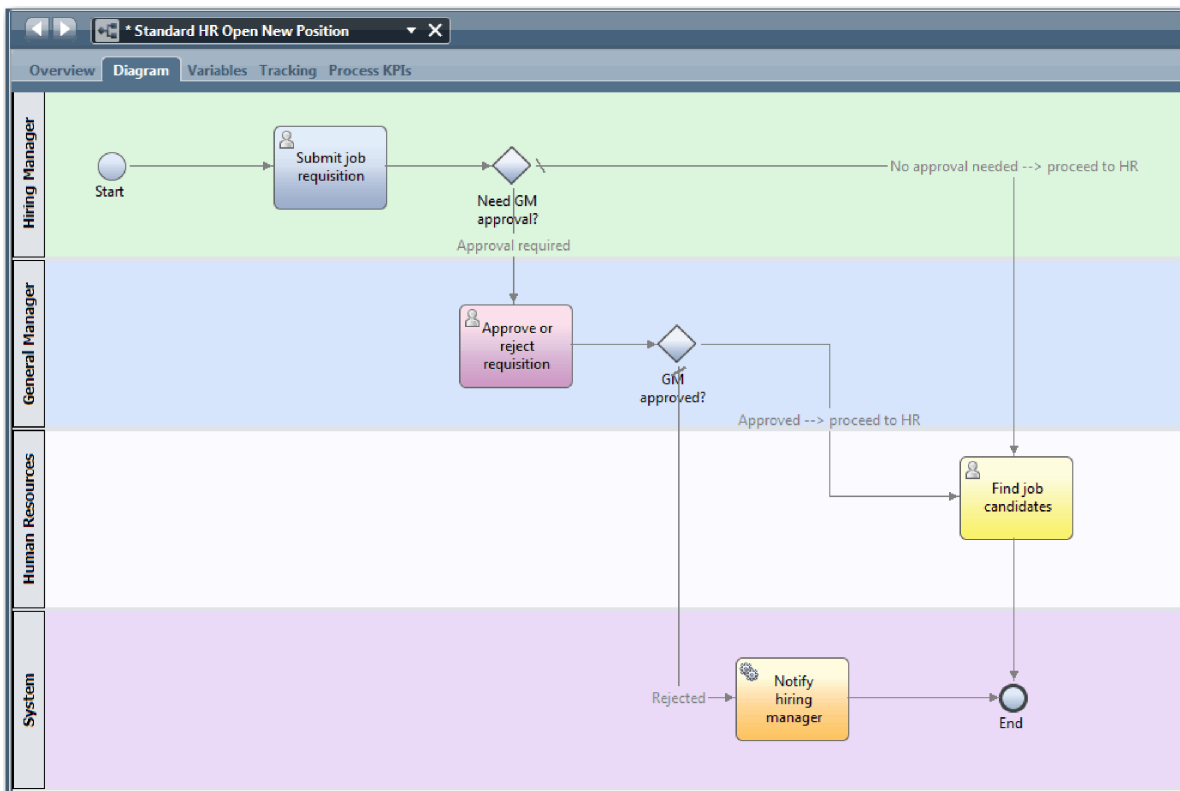 * Standard HR Open New Position
Overview
Diagram
Variables
Tracking
Process KPIs
Hiring Manager
Start
Submit job
requisition
Need GM
approval?
No approval needed --> proceed to HR
Approval required
General Manager
Approve or
reject
requisition
GM
approved?
Approved --> proceed to HR
Human Resources
Find job
candidates
System
Rejected
Notify
hiring
manager
End